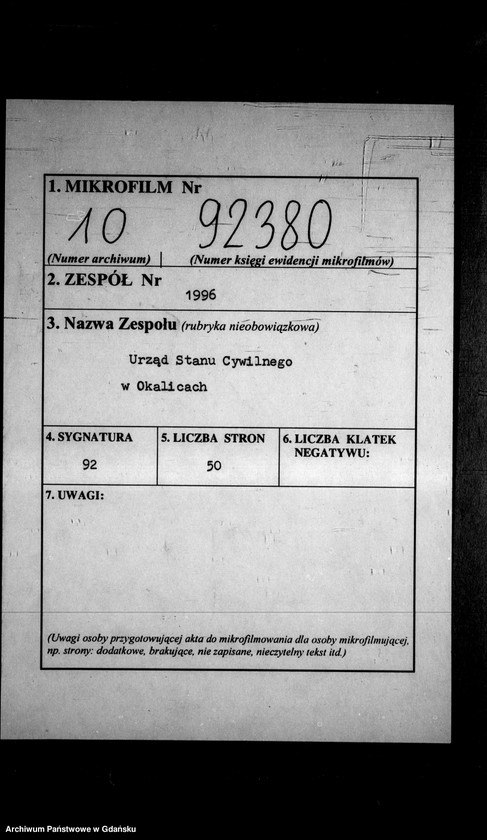 1. MIKROFILM Nr
10 92380
(Numer archiwum) (Numer księgi ewidencji mikrofilmów)
2. ZESPÓŁ Nr
1996
3. Nazwa Zespołu (rubryka nieobowiązkowa)
Urząd Stanu Cywilnego
w Okalicach
4. SYGNATURA 5. LICZBA STRON 6. LICZBA KLATEK
NEGATYWU:
92 50
7. UWAGI:
(Uwagi osoby przygotowującej akta do mikrofilmowania dla osoby mikrofilmującej,
np. strony: dodatkowe, brakujące, nie zapisane, nieczytelny tekst itd.)
Archiwum Państwowe w Gdańsku